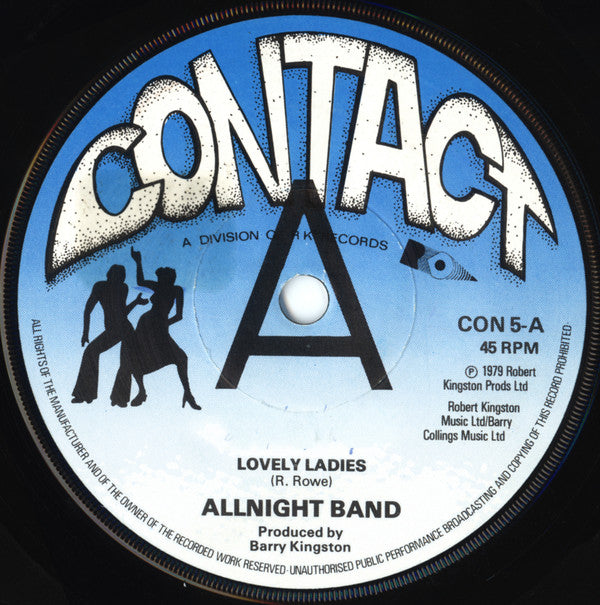 CONTACT
A DIVISION OF RK RECORDS
RK
A
CON 5-A
45 RPM
℗ 1979 Robert
Kingston Prods Ltd
Robert Kingston
Music Ltd/Barry
Collings Music Ltd
LOVELY LADIES
(R. Rowe)
ALLNIGHT BAND
Produced by
Barry Kingston
ALL RIGHTS OF THE MANUFACTURER AND OF THE OWNER OF THE RECORDED WORK RESERVED·UNAUTHORISED PUBLIC PERFORMANCE BROADCASTING AND COPYING OF THIS RECORD PROHIBITED